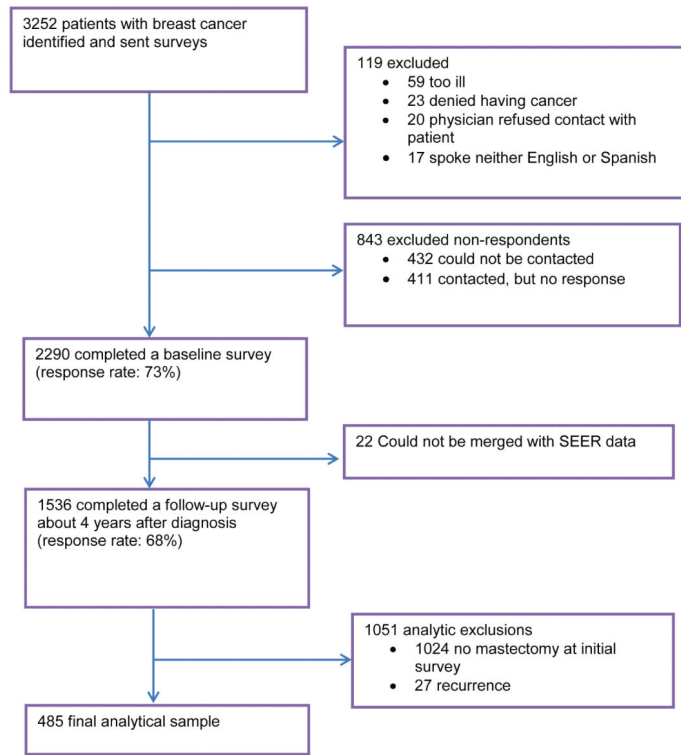 3252 patients with breast cancer
identified and sent surveys
119 excluded
• 59 too ill
• 23 denied having cancer
• 20 physician refused contact with
patient
• 17 spoke neither English or Spanish
843 excluded non-respondents
• 432 could not be contacted
• 411 contacted, but no response
2290 completed a baseline survey
(response rate: 73%)
22 Could not be merged with SEER data
1536 completed a follow-up survey
about 4 years after diagnosis
(response rate: 68%)
1051 analytic exclusions
• 1024 no mastectomy at initial
survey
• 27 recurrence
485 final analytical sample